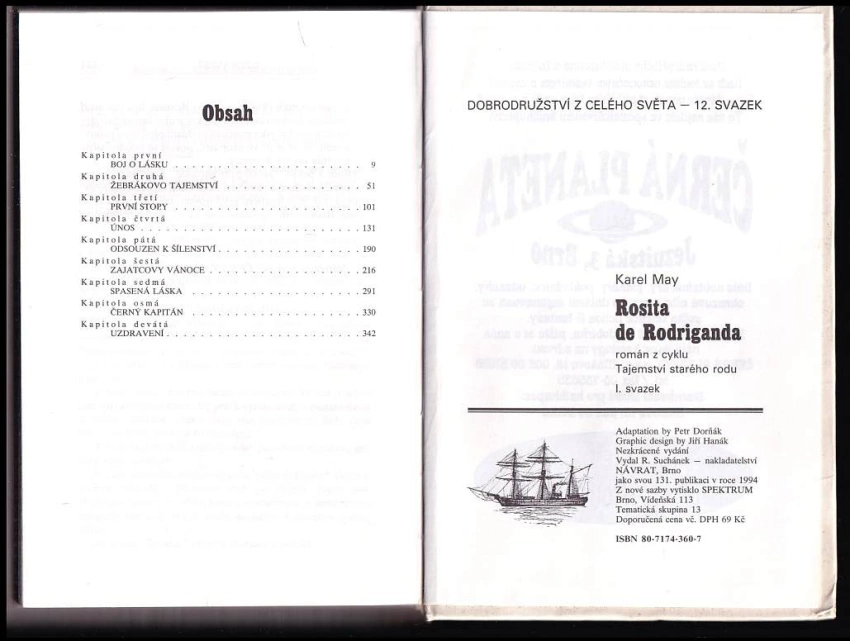 Obsah
Kapitola první
BOJ O LÁSKU . . . . . . . . . . . . . . . . . . . . . . . 9
Kapitola druhá
ŽEBRÁKOVO TAJEMSTVÍ . . . . . . . . . . . . . . . . . 51
Kapitola třetí
PRVNÍ STOPY . . . . . . . . . . . . . . . . . . . . . . . 101
Kapitola čtvrtá
ÚNOS . . . . . . . . . . . . . . . . . . . . . . . . . . . 131
Kapitola pátá
ODSOUZEN K ŠÍLENSTVÍ . . . . . . . . . . . . . . . . . 190
Kapitola šestá
ZAJATCOVY VÁNOCE . . . . . . . . . . . . . . . . . . . 216
Kapitola sedmá
SPASENÁ LÁSKA . . . . . . . . . . . . . . . . . . . . . 291
Kapitola osmá
ČERNÝ KAPITÁN . . . . . . . . . . . . . . . . . . . . . 330
Kapitola devátá
UZDRAVENÍ . . . . . . . . . . . . . . . . . . . . . . . . 342
DOBRODRUŽSTVÍ Z CELÉHO SVĚTA — 12. SVAZEK
Karel May
Rosita
de Rodriganda
román z cyklu
Tajemství starého rodu
I. svazek
Adaptation by Petr Dorňák
Graphic design by Jiří Hanák
Nezkrácené vydání
Vydal R. Suchánek — nakladatelství
NÁVRAT, Brno
jako svou 131. publikaci v roce 1994
Z nové sazby vytisklo SPEKTRUM
Brno, Vídeňská 113
Tematická skupina 13
Doporučená cena vč. DPH 69 Kč
ISBN 80-7174-360-7